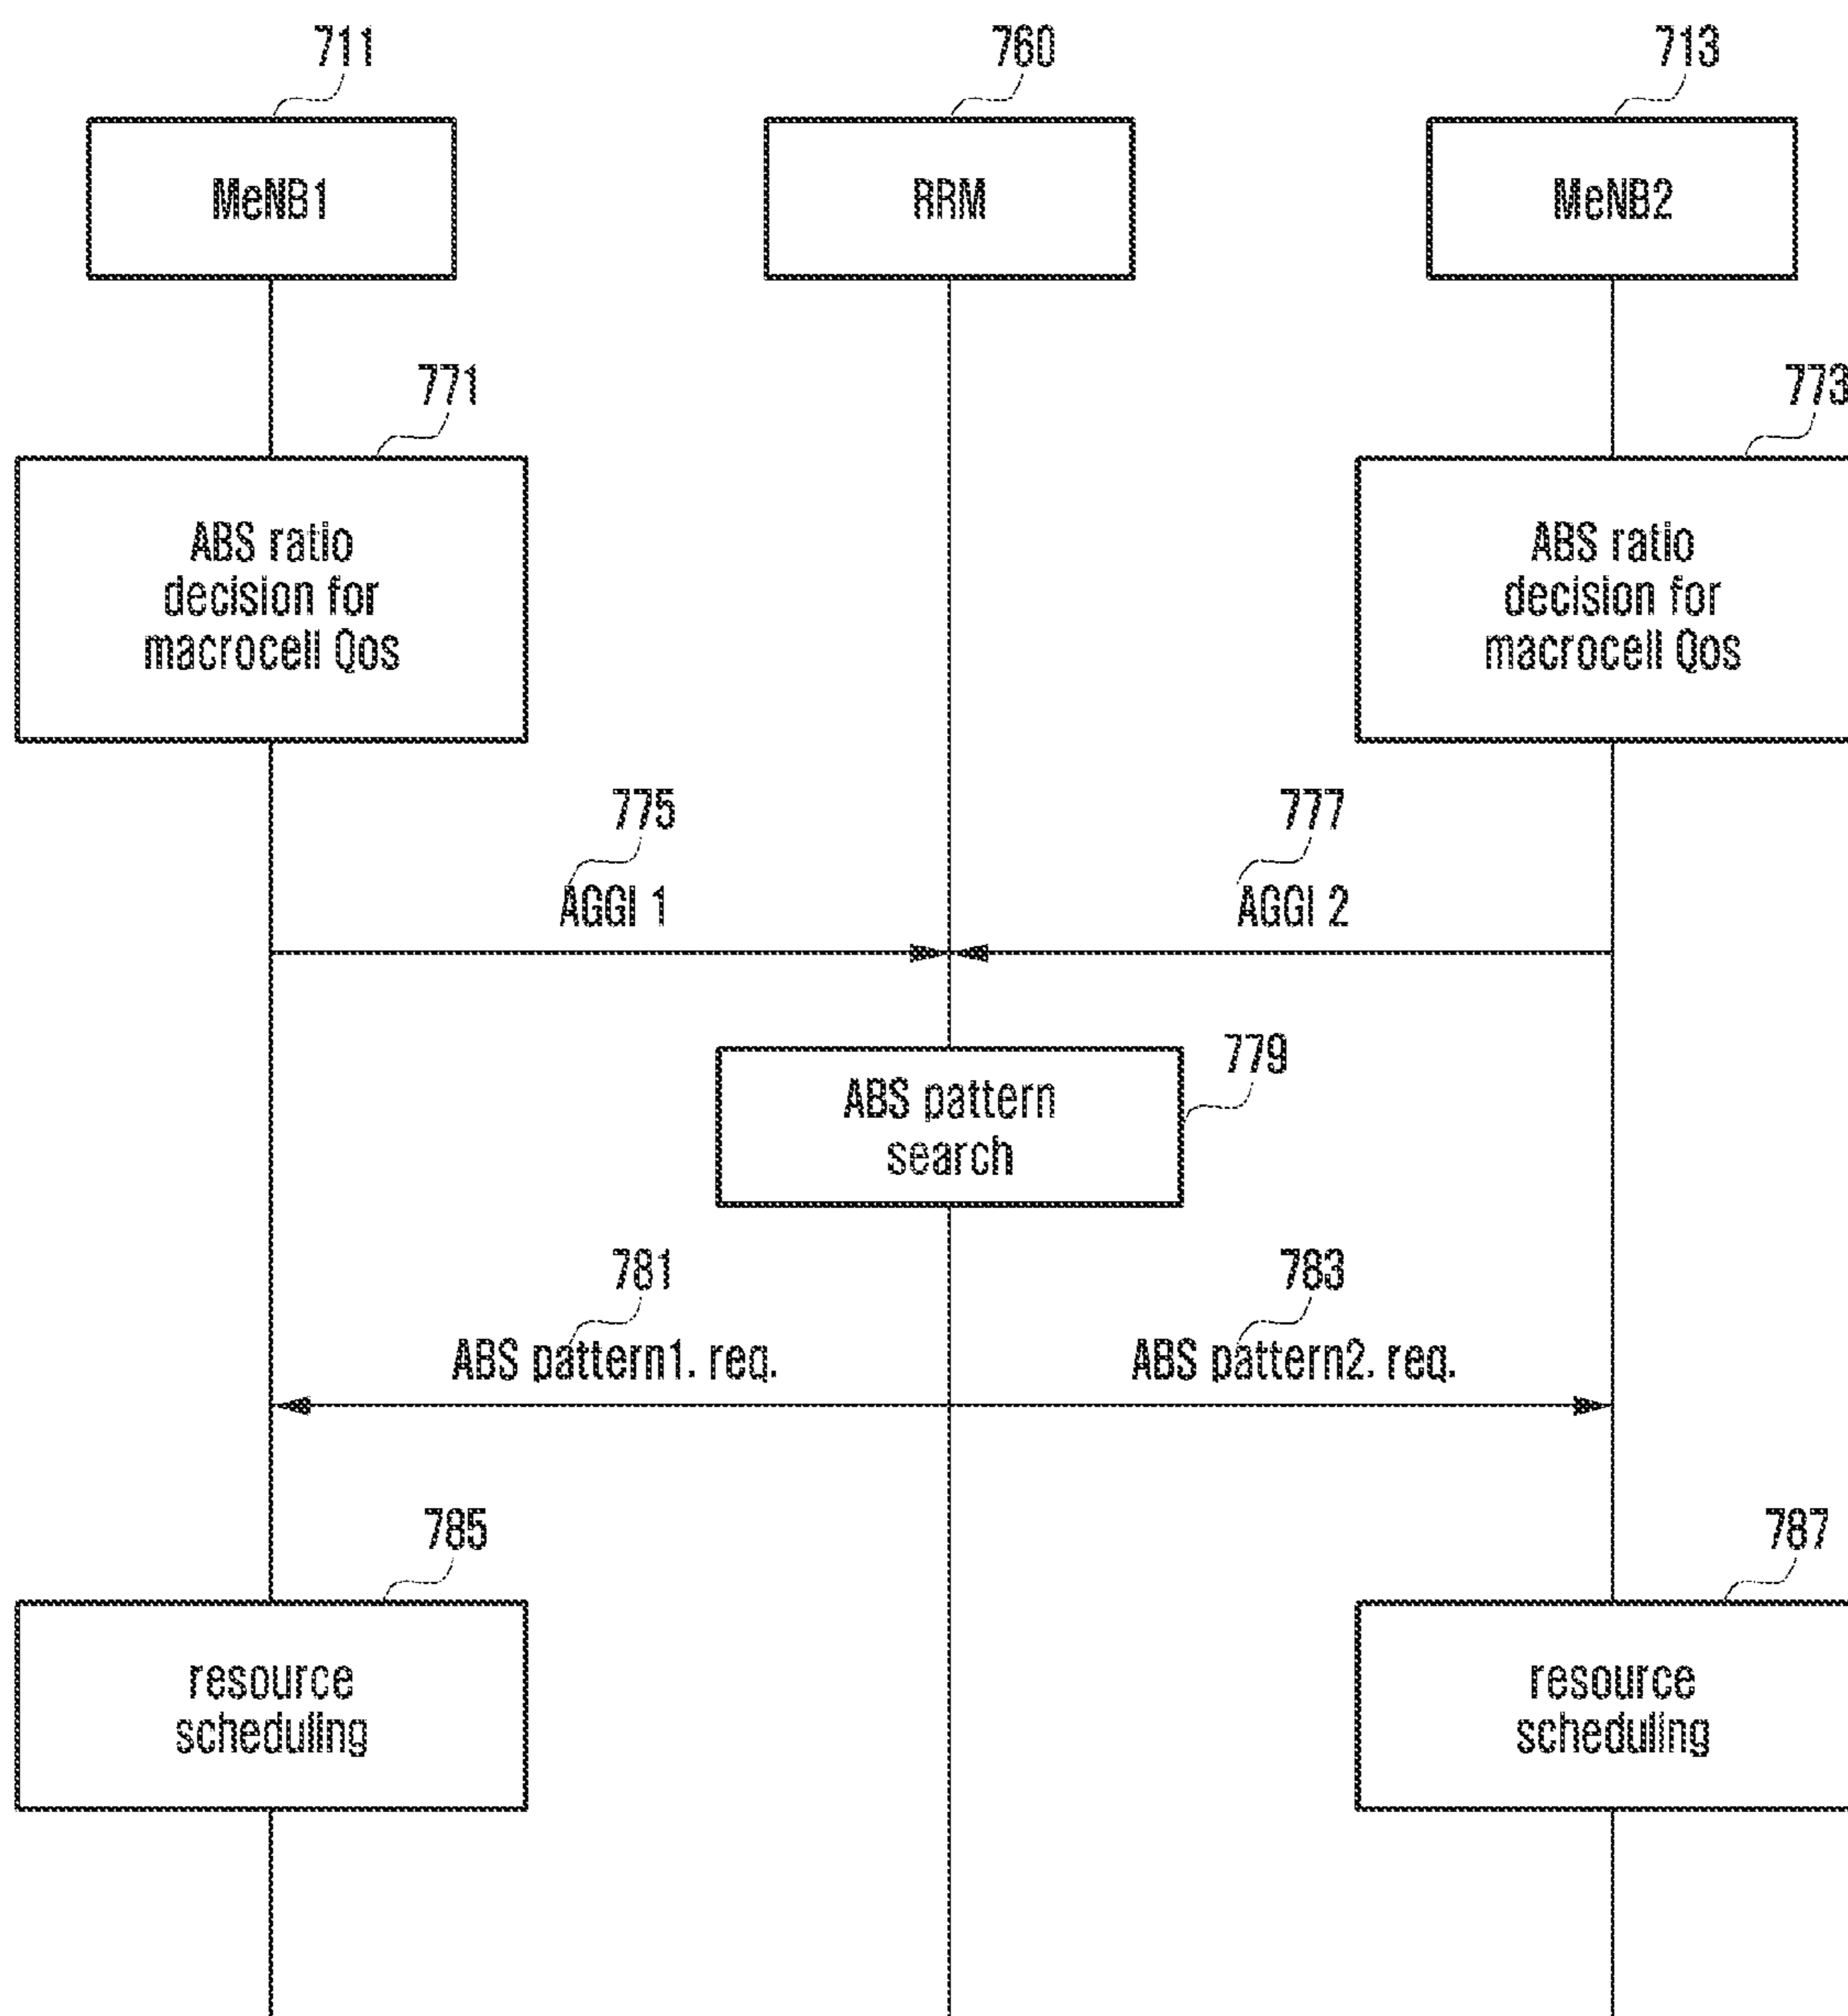 711
760
713
MeNB1
RRM
MeNB2
771
773
ABS ratio
decision for
macrocell Qos
ABS ratio
decision for
macrocell Qos
775
777
AGGI 1
AGGI 2
779
ABS pattern
search
781
783
ABS pattern1. req.
ABS pattern2. req.
785
787
resource
scheduling
resource
scheduling